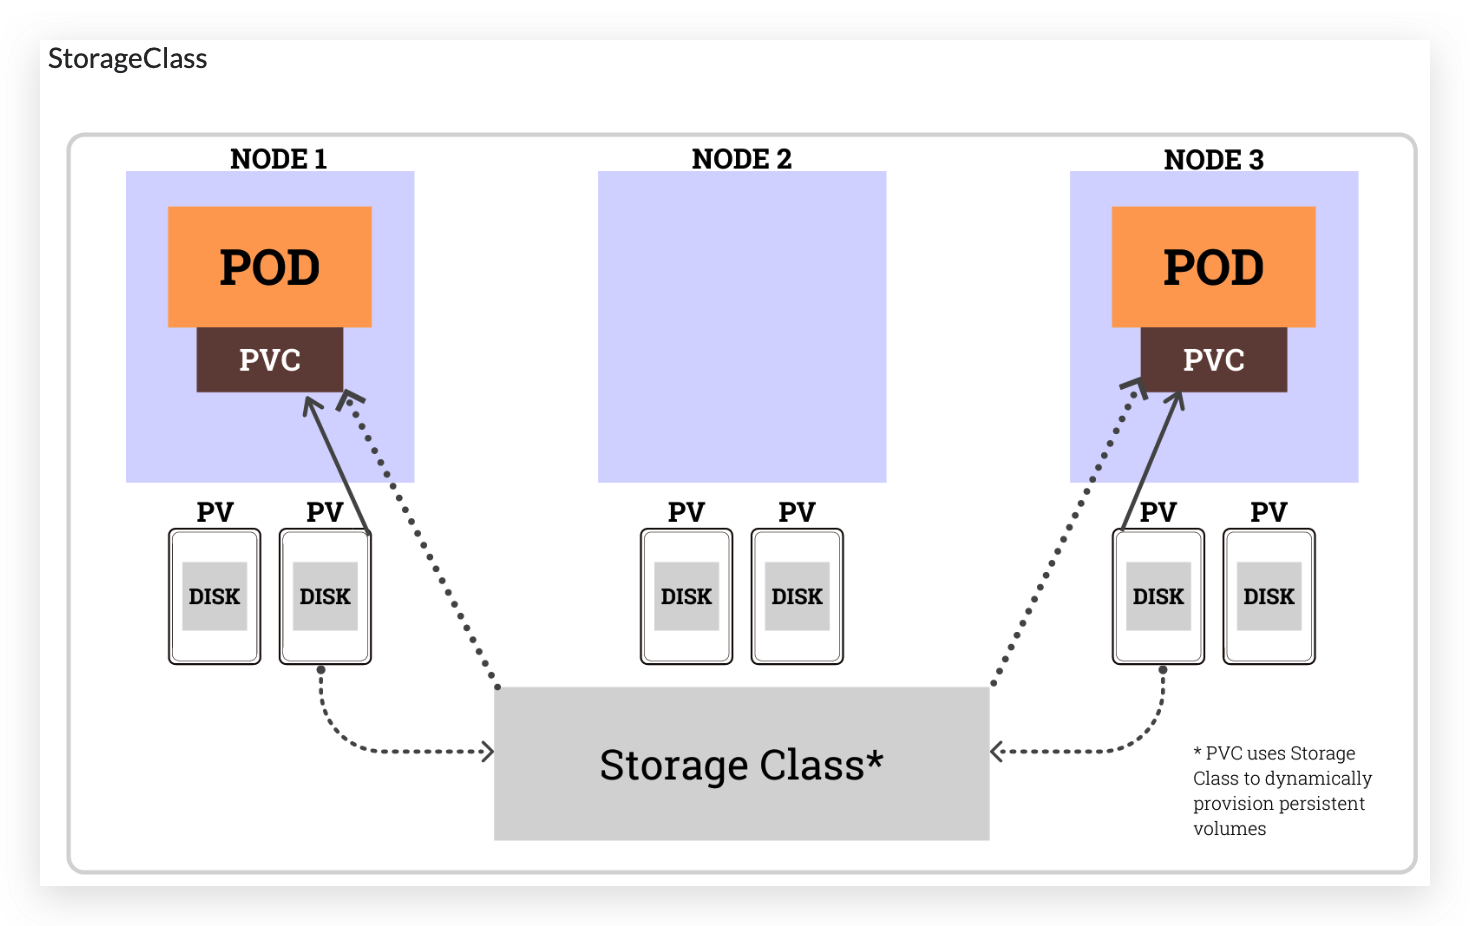 StorageClass
NODE 1
NODE 2
NODE 3
POD
POD
PVC
PVC
PV
PV
PV
PV
PV
PV
DISK
DISK
DISK
DISK
DISK
DISK
Storage Class*
* PVC uses Storage
Class to dynamically
provision persistent
volumes